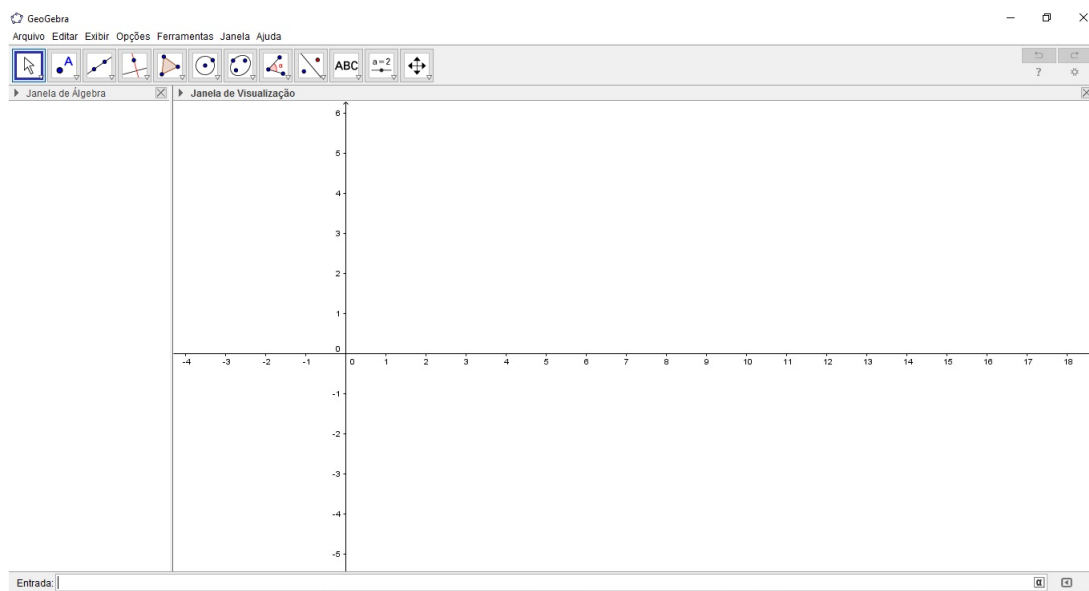 GeoGebra
Arquivo Editar Exibir Opções Ferramentas Janela Ajuda
A ABC a=2
?
Janela de Álgebra
Janela de Visualização
6
5
4
3
2
1
0
-4 -3 -2 -1 0 1 2 3 4 5 6 7 8 9 10 11 12 13 14 15 16 17 18
-1
-2
-3
-4
-5
Entrada: α